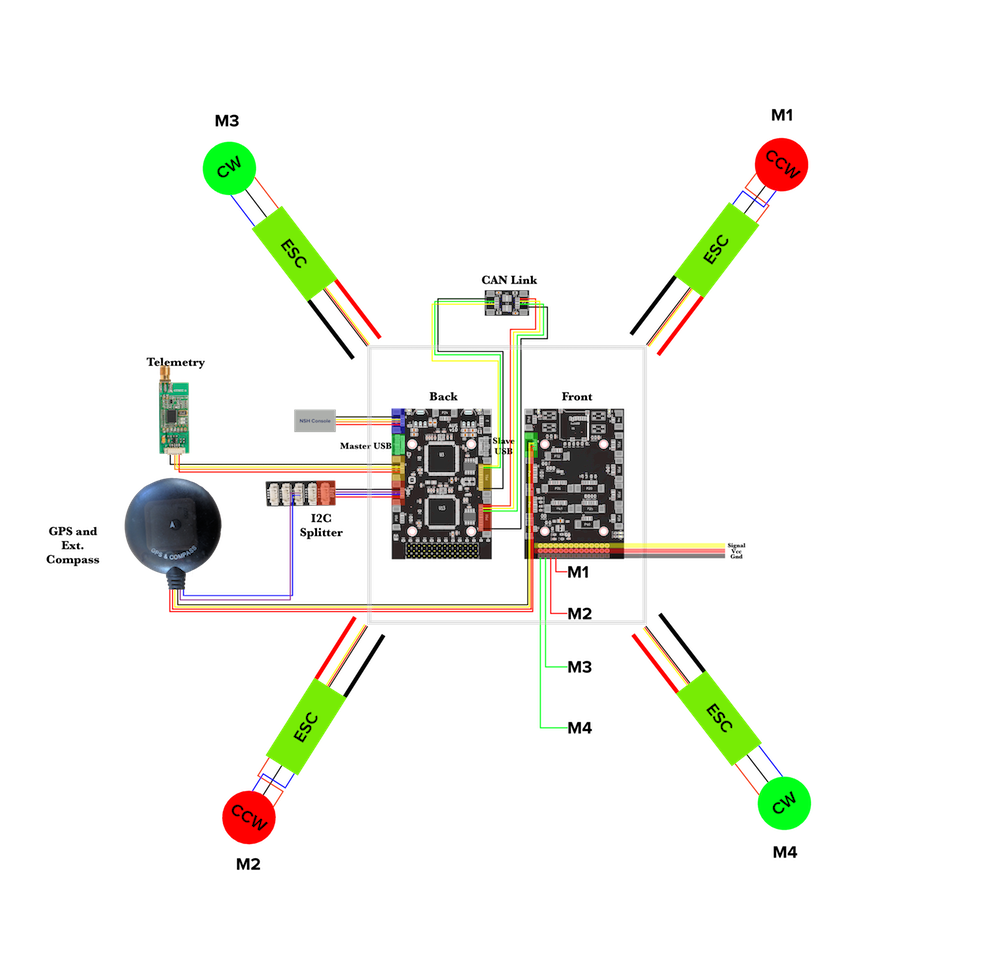 M3
M1
CW
CCW
ESC
ESC
CAN Link
Telemetry
Back
Front
NSH Console
Master USB
Slave
USB
I2C
Splitter
GPS and
Ext.
Compass
GPS & COMPASS
Signal
Vcc
Gnd
M1
M2
M3
M4
ESC
ESC
CCW
CW
M2
M4